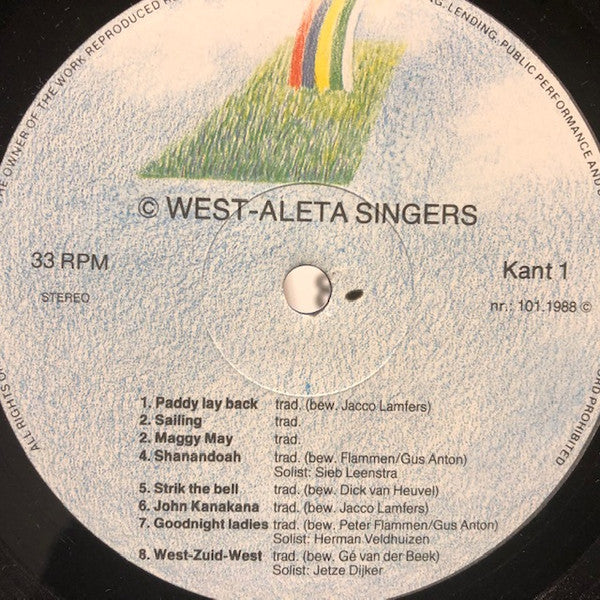 THE OWNER OF THE WORK REPRODUCED
LENDING, PUBLIC PERFORMANCE AND
© WEST-ALETA SINGERS
33 RPM
Kant 1
STEREO
nr.: 101.1988 ©
1. Paddy lay back trad. (bew. Jacco Lamfers)
2. Sailing trad.
2. Maggy May trad.
4. Shanandoah trad. (bew. Flammen/Gus Anton)
Solist: Sieb Leenstra
5. Strik the bell trad. (bew. Dick van Heuvel)
6. John Kanakana trad. (bew. Jacco Lamfers)
7. Goodnight ladies trad. (bew. Peter Flammen/Gus Anton)
Solist: Herman Veldhuizen
8. West-Zuid-West trad. (bew. Gé van der Beek)
Solist: Jetze Dijker
ALL RIGHTS
PROHIBITED